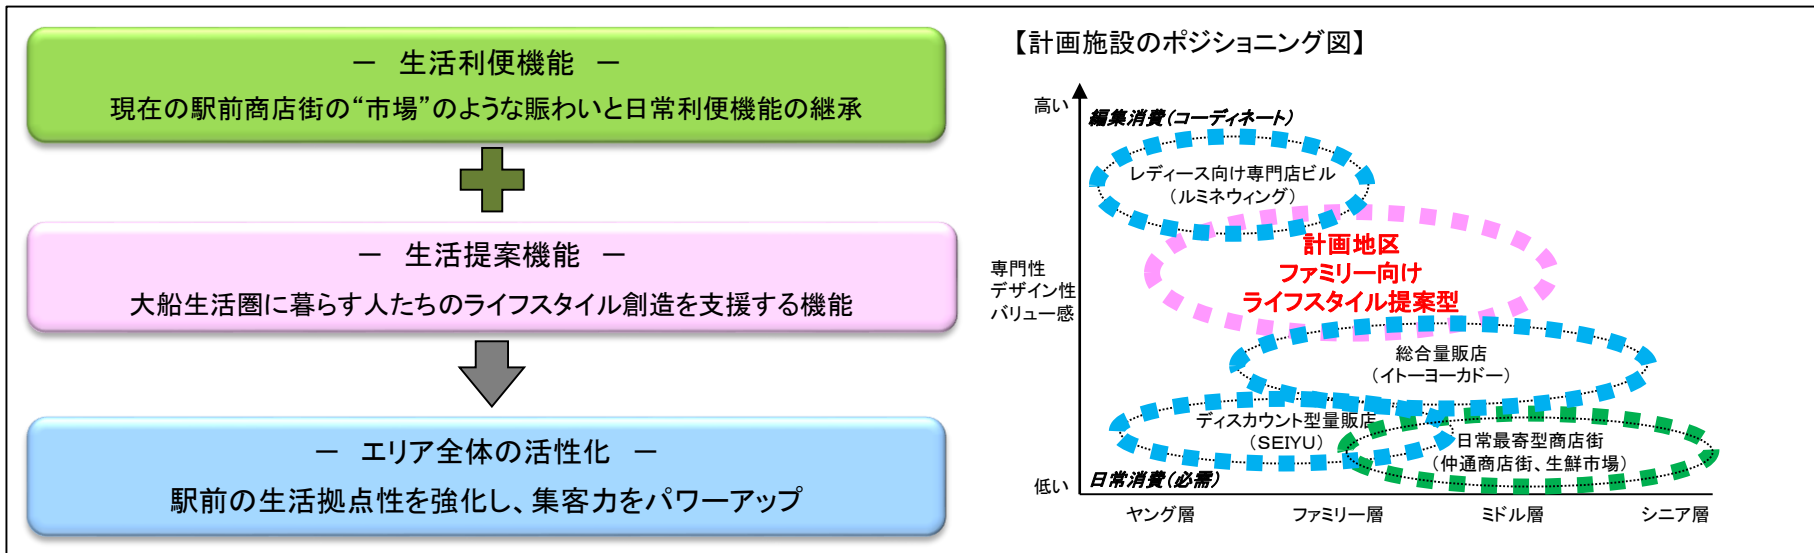 － 生活利便機能 －
現在の駅前商店街の“市場”のような賑わいと日常利便機能の継承
－ 生活提案機能 －
大船生活圏に暮らす人たちのライフスタイル創造を支援する機能
－ エリア全体の活性化 －
駅前の生活拠点性を強化し、集客力をパワーアップ
【計画施設のポジショニング図】
高い
編集消費（コーディネート）
レディース向け専門店ビル
（ルミネウィング）
計画地区
ファミリー向け
ライフスタイル提案型
専門性
デザイン性
バリュー感
総合量販店
（イトーヨーカドー）
ディスカウント型量販店
（SEIYU）
日常最寄型商店街
（仲通商店街、生鮮市場）
低い
日常消費（必需）
ヤング層
ファミリー層
ミドル層
シニア層